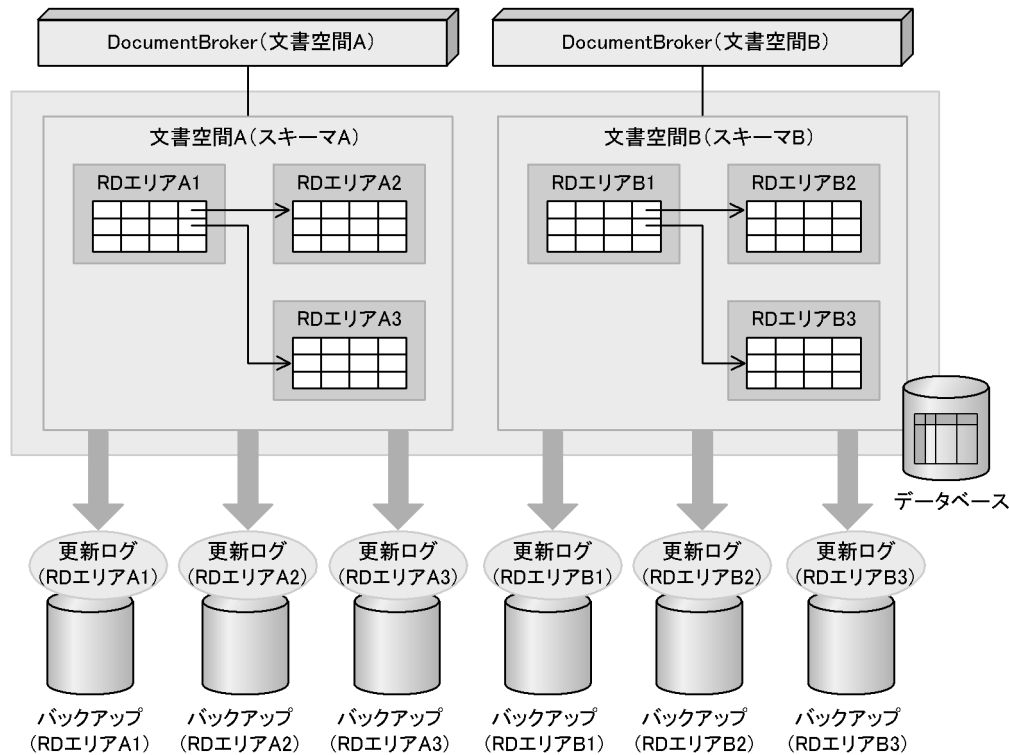 DocumentBroker(文書空間A)
DocumentBroker(文書空間B)
文書空間A(スキーマA)
文書空間B(スキーマB)
RDエリアA1
RDエリアA2
RDエリアB1
RDエリアB2
RDエリアA3
RDエリアB3
データベース
更新ログ
(RDエリアA1)
更新ログ
(RDエリアA2)
更新ログ
(RDエリアA3)
更新ログ
(RDエリアB1)
更新ログ
(RDエリアB2)
更新ログ
(RDエリアB3)
バックアップ
(RDエリアA1)
バックアップ
(RDエリアA2)
バックアップ
(RDエリアA3)
バックアップ
(RDエリアB1)
バックアップ
(RDエリアB2)
バックアップ
(RDエリアB3)